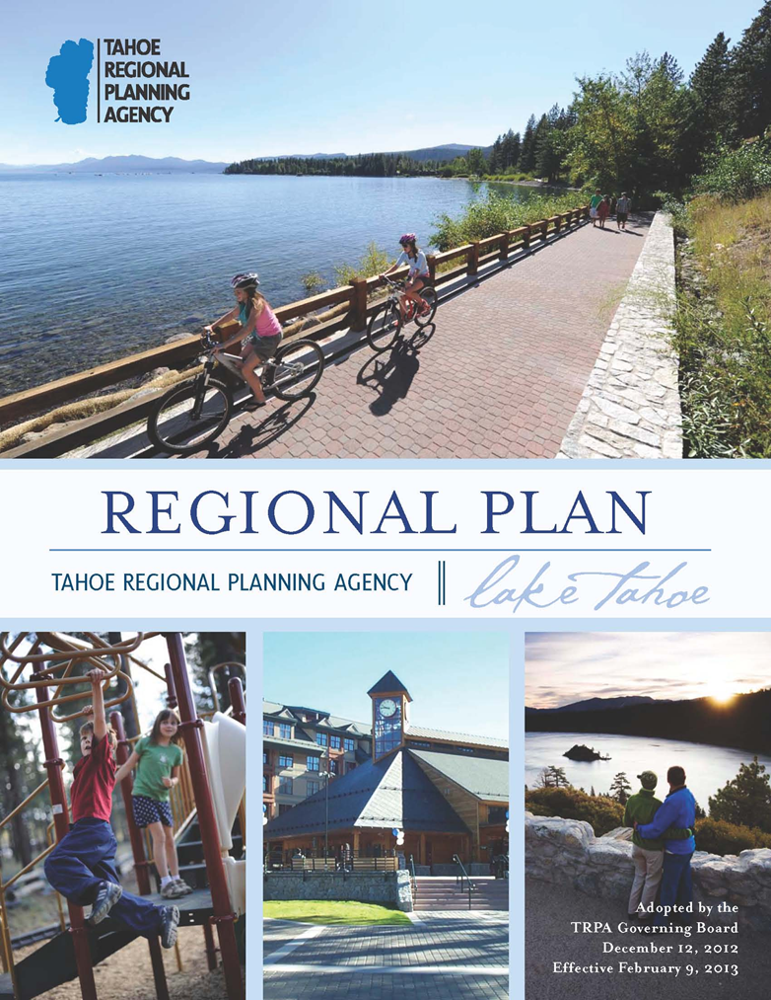 TAHOE
REGIONAL
PLANNING
AGENCY
REGIONAL PLAN
TAHOE REGIONAL PLANNING AGENCY
lake Tahoe
Adopted by the
TRPA Governing Board
December 12, 2012
Effective February 9, 2013